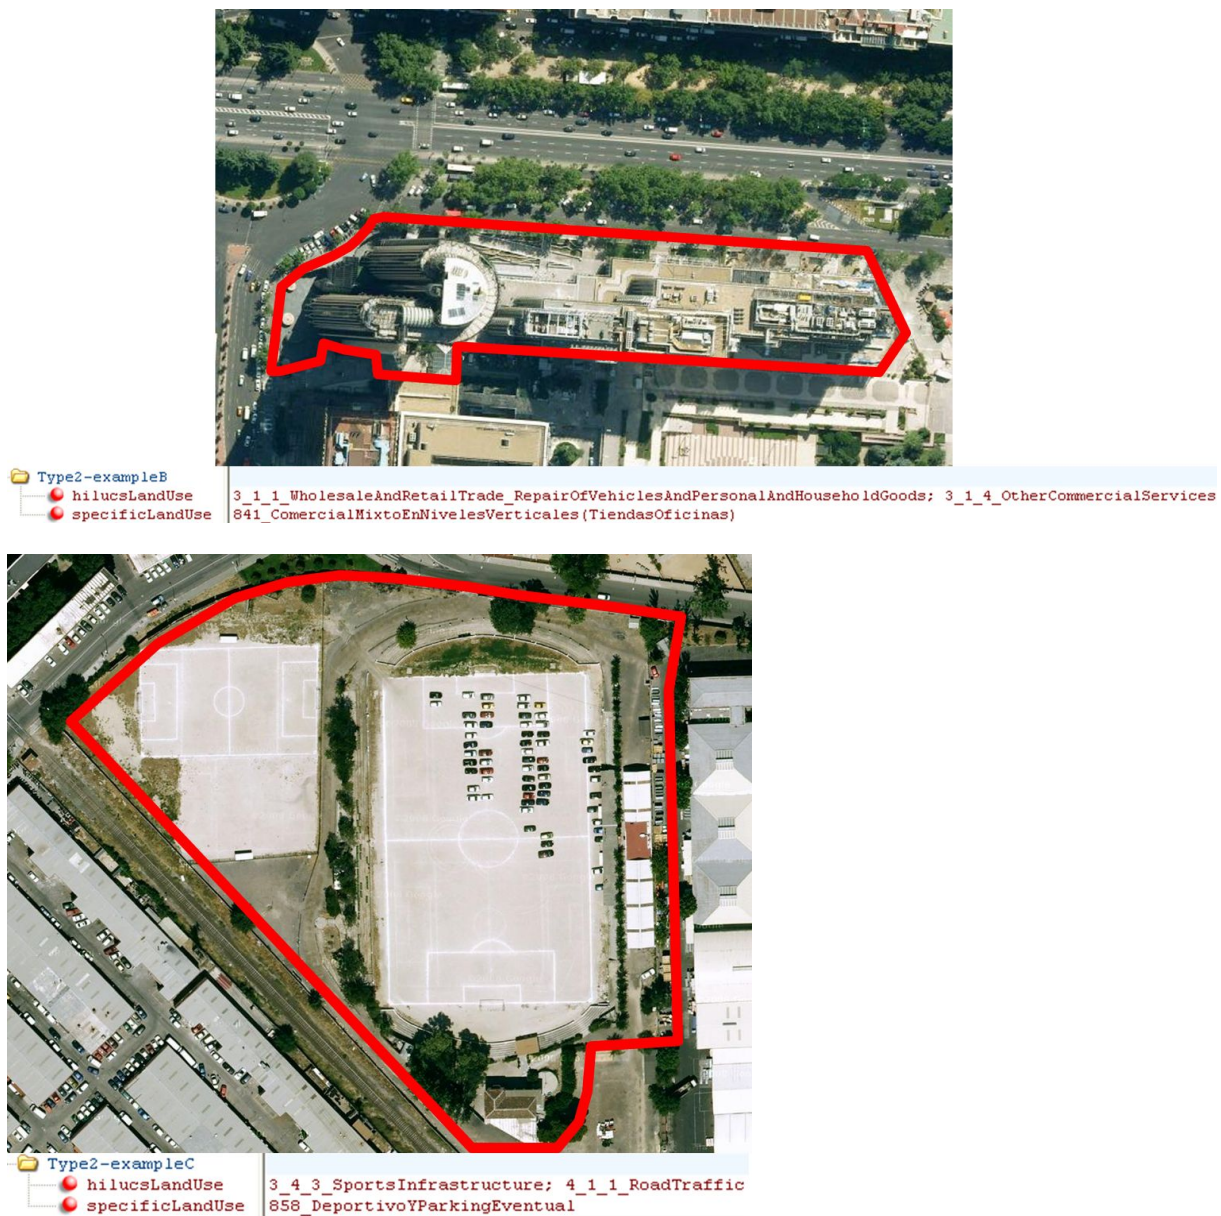 Type2-exampleB
hilucsLandUse 3_1_1_WholesaleAndRetailTrade_RepairOfVehiclesAndPersonalAndHouseholdGoods; 3_1_4_OtherCommercialServices
specificLandUse 841_ComercialMixtoEnNivelesVerticales(TiendasOficinas)
Type2-exampleC
hilucsLandUse 3_4_3_SportsInfrastructure; 4_1_1_RoadTraffic
specificLandUse 858_DeportivoYParkingEventual